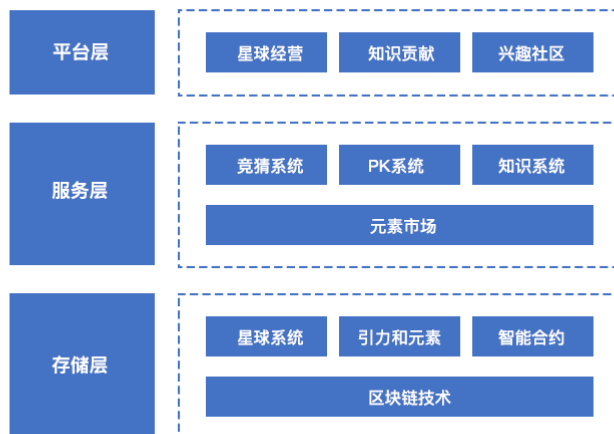 平台层
星球经营 知识贡献 兴趣社区
服务层
竞猜系统 PK系统 知识系统
元素市场
存储层
星球系统 引力和元素 智能合约
区块链技术